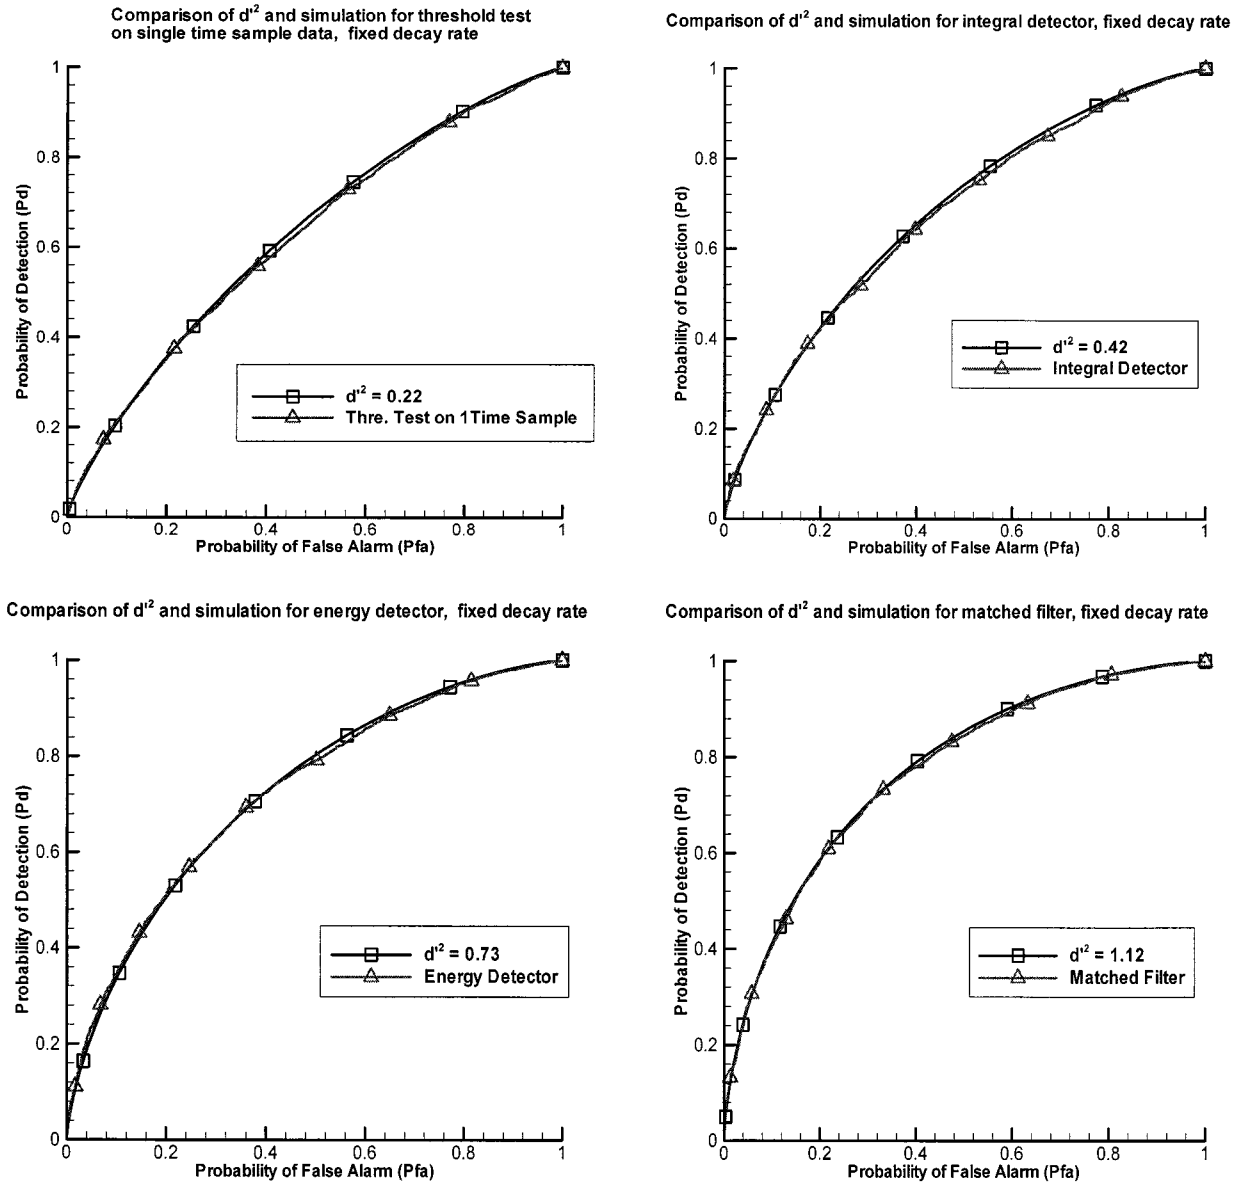 Comparison of d'² and simulation for threshold test
on single time sample data, fixed decay rate
1
0.8
0.6
0.4
0.2
0
Probability of Detection (Pd)
d'² = 0.22
Thre. Test on 1Time Sample
0
0.2
0.4
0.6
0.8
1
Probability of False Alarm (Pfa)
Comparison of d'² and simulation for integral detector, fixed decay rate
1
0.8
0.6
0.4
0.2
0
Probability of Detection (Pd)
d'² = 0.42
Integral Detector
0
0.2
0.4
0.6
0.8
1
Probability of False Alarm (Pfa)
Comparison of d'² and simulation for energy detector, fixed decay rate
1
0.8
0.6
0.4
0.2
0
Probability of Detection (Pd)
d'² = 0.73
Energy Detector
0
0.2
0.4
0.6
0.8
1
Probability of False Alarm (Pfa)
Comparison of d'² and simulation for matched filter, fixed decay rate
1
0.8
0.6
0.4
0.2
0
Probability of Detection (Pd)
d'² = 1.12
Matched Filter
0
0.2
0.4
0.6
0.8
1
Probability of False Alarm (Pfa)